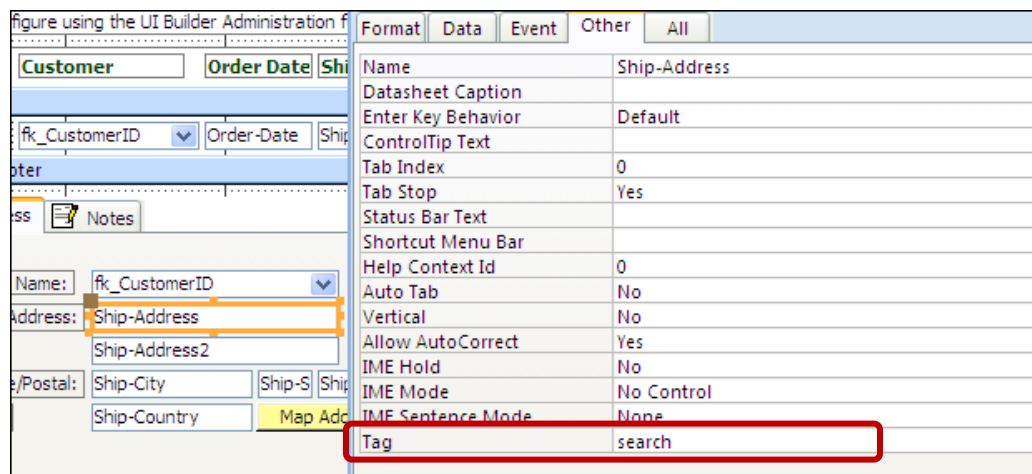 figure using the UI Builder Administration f
Customer Order Date Shi
fk_CustomerID Order-Date Ship
oter
ess Notes
Name: fk_CustomerID
Address: Ship-Address
Ship-Address2
e/Postal: Ship-City Ship-S Ship
Ship-Country Map Add
Format Data Event Other All
Name Ship-Address
Datasheet Caption
Enter Key Behavior Default
ControlTip Text
Tab Index 0
Tab Stop Yes
Status Bar Text
Shortcut Menu Bar
Help Context Id 0
Auto Tab No
Vertical No
Allow AutoCorrect Yes
IME Hold No
IME Mode No Control
IME Sentence Mode None
Tag search